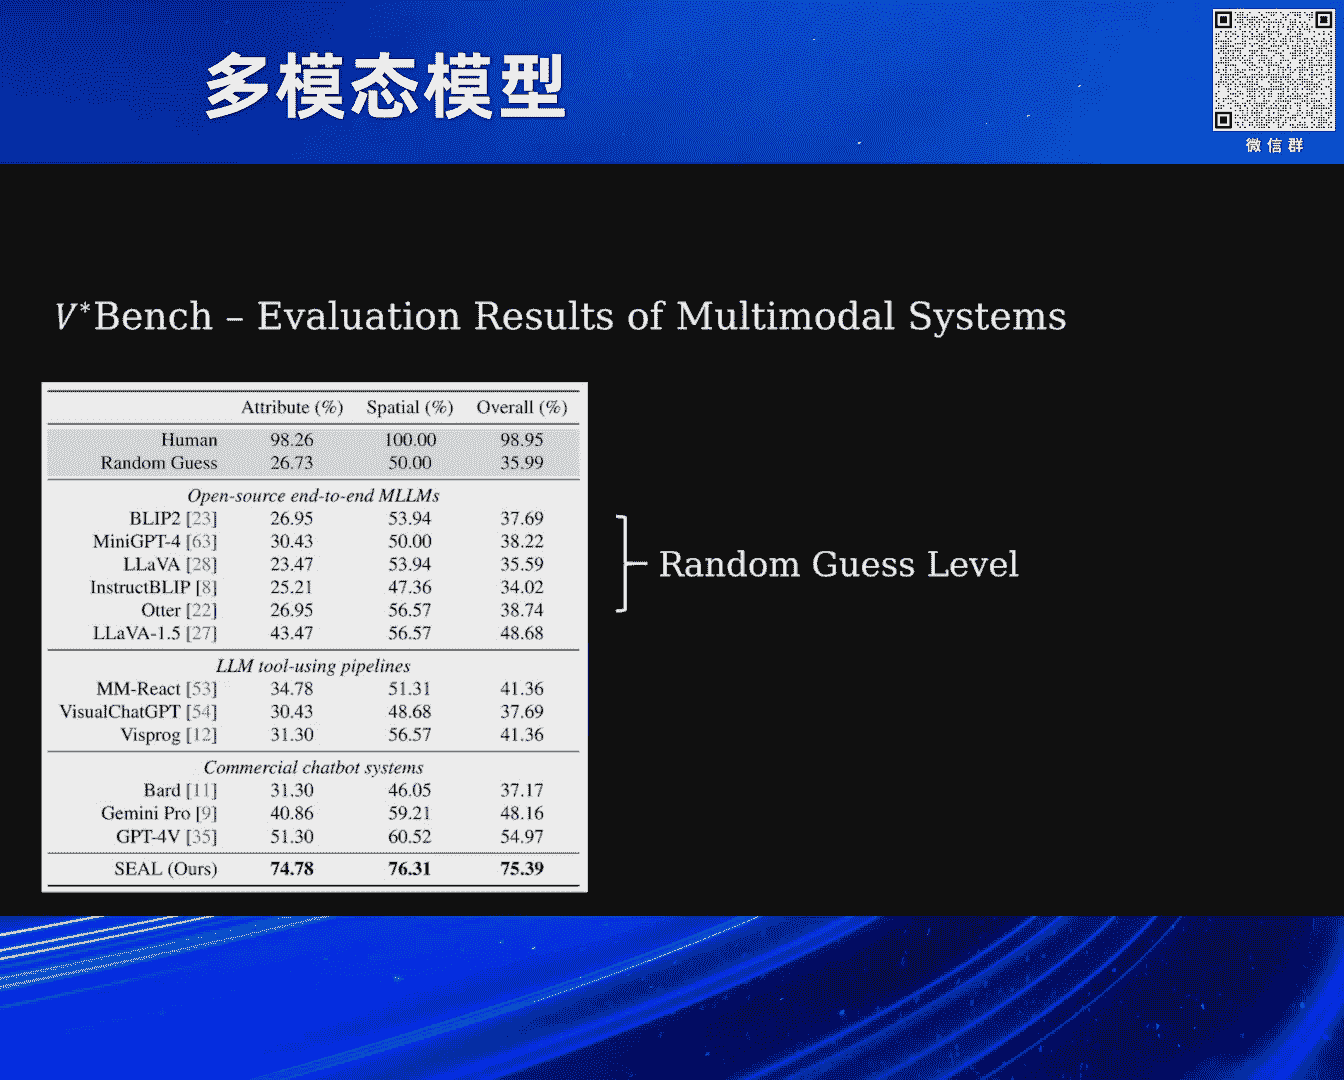 多模态模型
微信群
V*Bench – Evaluation Results of Multimodal Systems
Attribute (%) Spatial (%) Overall (%)
Human 98.26 100.00 98.95
Random Guess 26.73 50.00 35.99
Open-source end-to-end MLLMs
BLIP2 [23] 26.95 53.94 37.69
MiniGPT-4 [63] 30.43 50.00 38.22
LLaVA [28] 23.47 53.94 35.59
InstructBLIP [8] 25.21 47.36 34.02
Otter [22] 26.95 56.57 38.74
LLaVA-1.5 [27] 43.47 56.57 48.68
Random Guess Level
LLM tool-using pipelines
MM-React [53] 34.78 51.31 41.36
VisualChatGPT [54] 30.43 48.68 37.69
Visprog [12] 31.30 56.57 41.36
Commercial chatbot systems
Bard [11] 31.30 46.05 37.17
Gemini Pro [9] 40.86 59.21 48.16
GPT-4V [35] 51.30 60.52 54.97
SEAL (Ours) 74.78 76.31 75.39